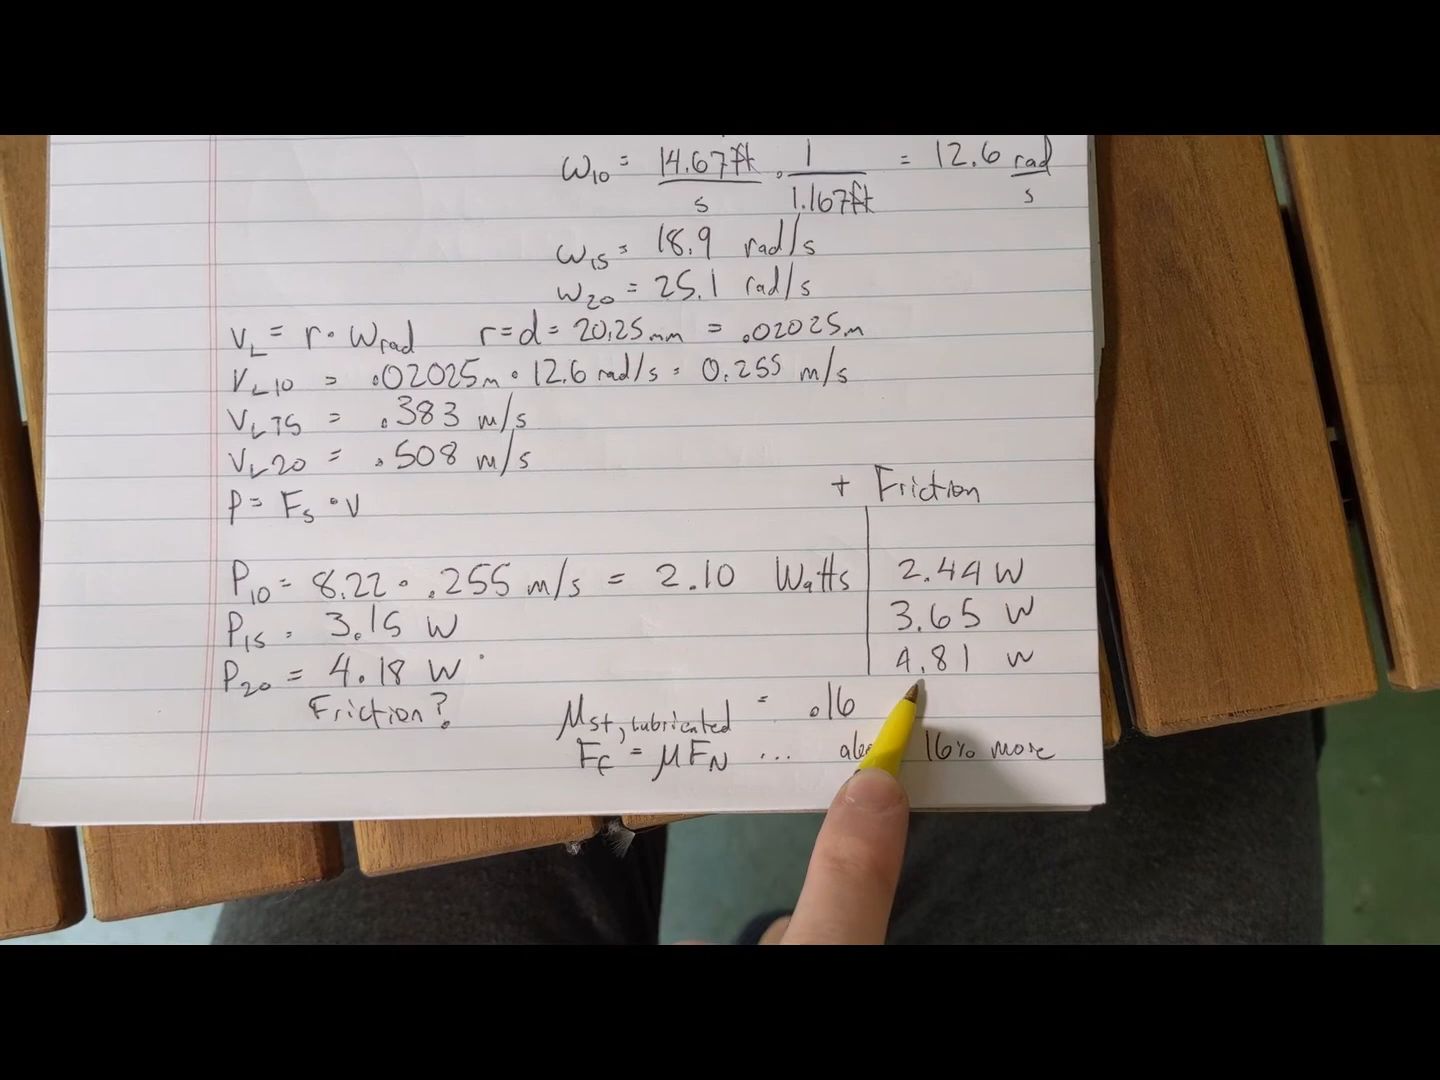 ω10 = 14.67ft/s · 1/1.167ft = 12.6 rad/s
ω15 = 18.9 rad/s
ω20 = 25.1 rad/s
VL = r · ωrad r=d= 20.25mm = .02025m
VL10 = .02025m · 12.6 rad/s = 0.255 m/s
VL15 = .383 m/s
VL20 = .508 m/s
+ Friction
P= Fs · V
P10= 8.22 · .255 m/s = 2.10 Watts 2.44 W
P15 = 3.15 W 3.65 W
P20 = 4.18 W 4.81 W
Friction? μst, lubricated = .16
Ff = μFN ... 16% more